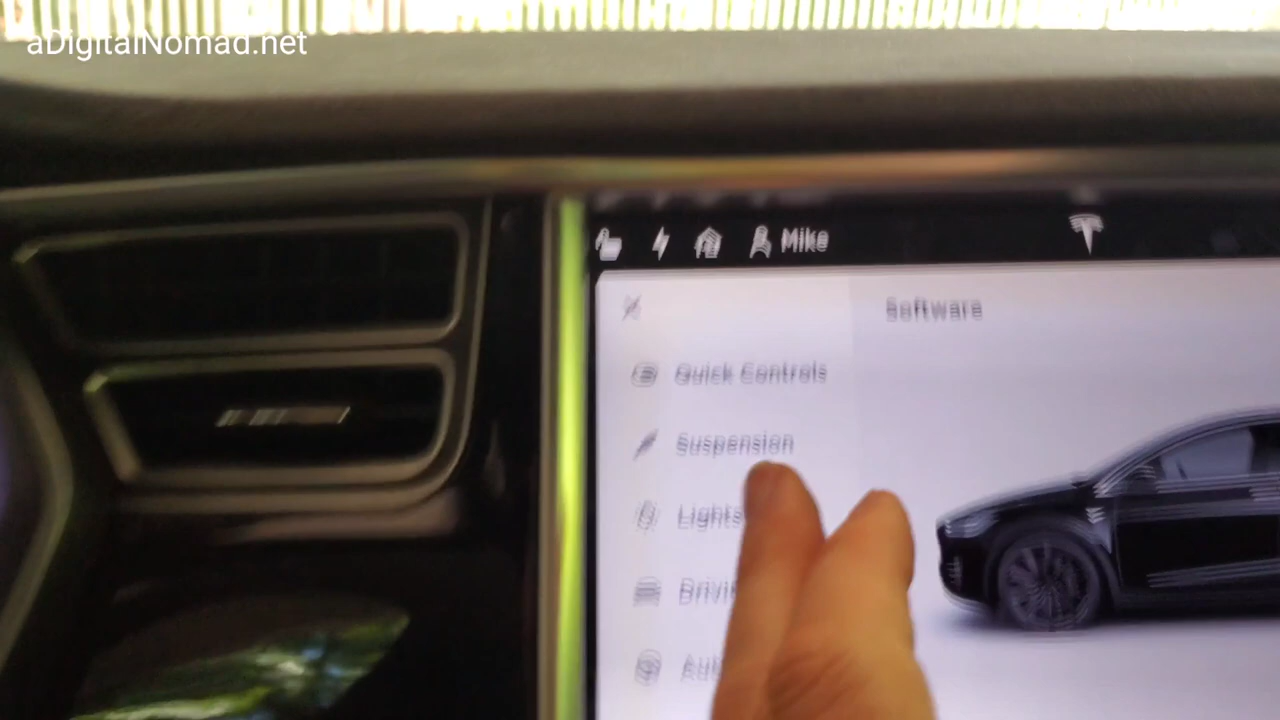 aDigitalNomad.net
Mike
Software
Quick Controls
Suspension
Lights